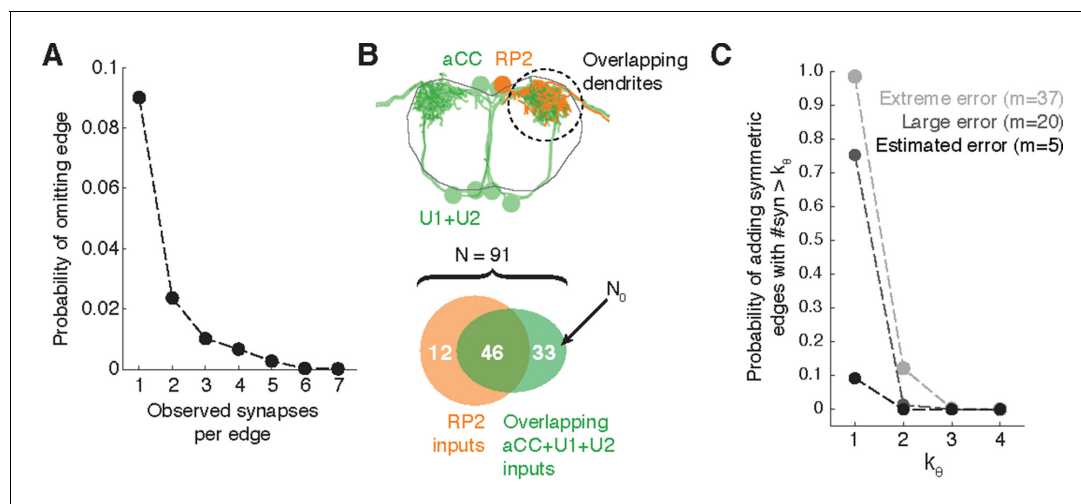 A
Probability of omitting edge
0.1
0.08
0.06
0.04
0.02
0
1 2 3 4 5 6 7
Observed synapses
per edge
B
aCC RP2
Overlapping
dendrites
U1+U2
N = 91
N0
12 46 33
RP2
inputs
Overlapping
aCC+U1+U2
inputs
C
Probability of adding symmetric
edges with #syn > kθ
1.0
0.9
0.8
0.7
0.6
0.5
0.4
0.3
0.2
0.1
0
Extreme error (m=37)
Large error (m=20)
Estimated error (m=5)
1 2 3 4
kθ